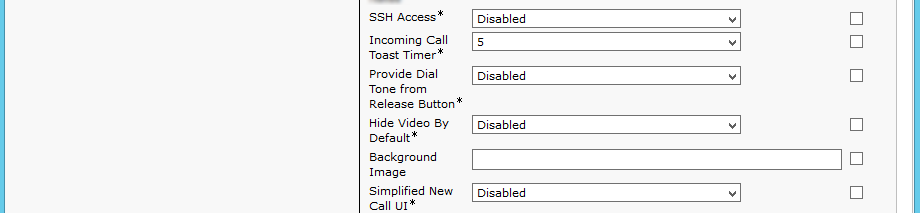 SSH Access*
Disabled
Incoming Call
Toast Timer*
5
Provide Dial
Tone from
Release Button*
Disabled
Hide Video By
Default*
Disabled
Background
Image
Simplified New
Call UI*
Disabled